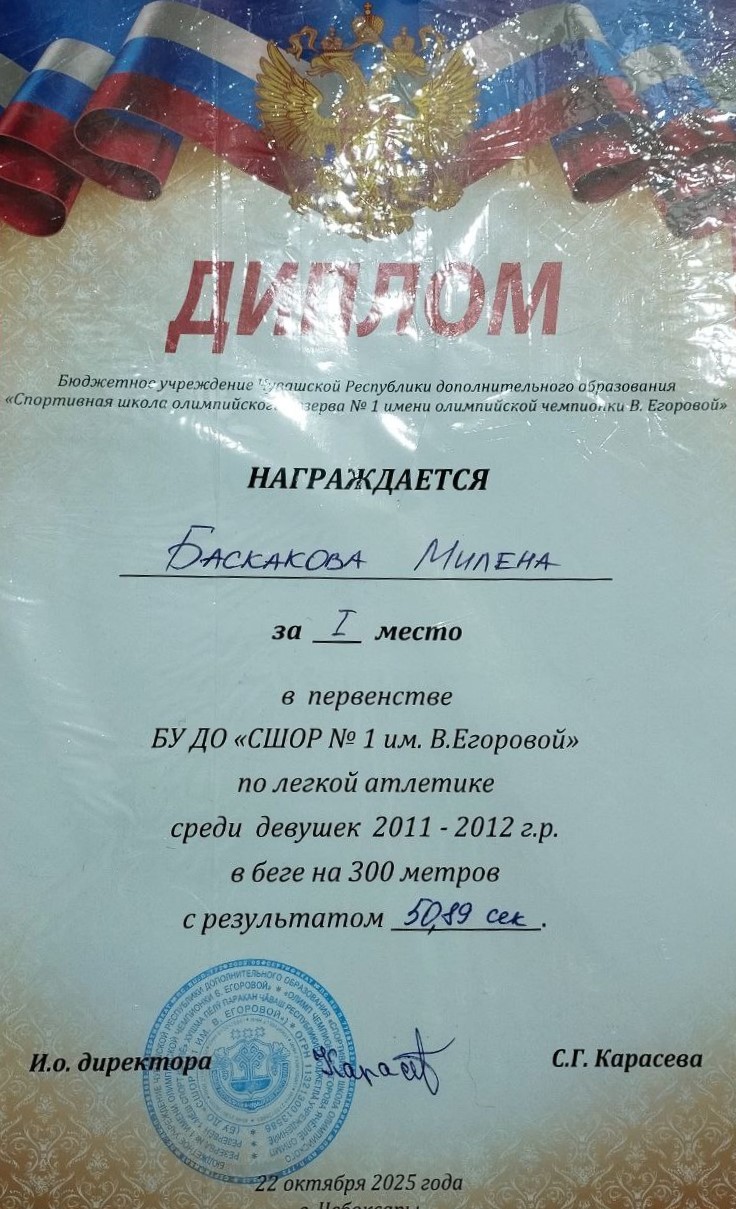 ДИПЛОМ
Бюджетное учреждение Чувашской Республики дополнительного образования
«Спортивная школа олимпийского резерва № 1 имени олимпийской чемпионки В. Егоровой»
НАГРАЖДАЕТСЯ
Баскакова Милена
за I место
в первенстве
БУ ДО «СШОР № 1 им. В.Егоровой»
по легкой атлетике
среди девушек 2011 - 2012 г.р.
в беге на 300 метров
с результатом 50,89 сек.
И.о. директора С.Г. Карасева
22 октября 2025 года
г. Чебоксары